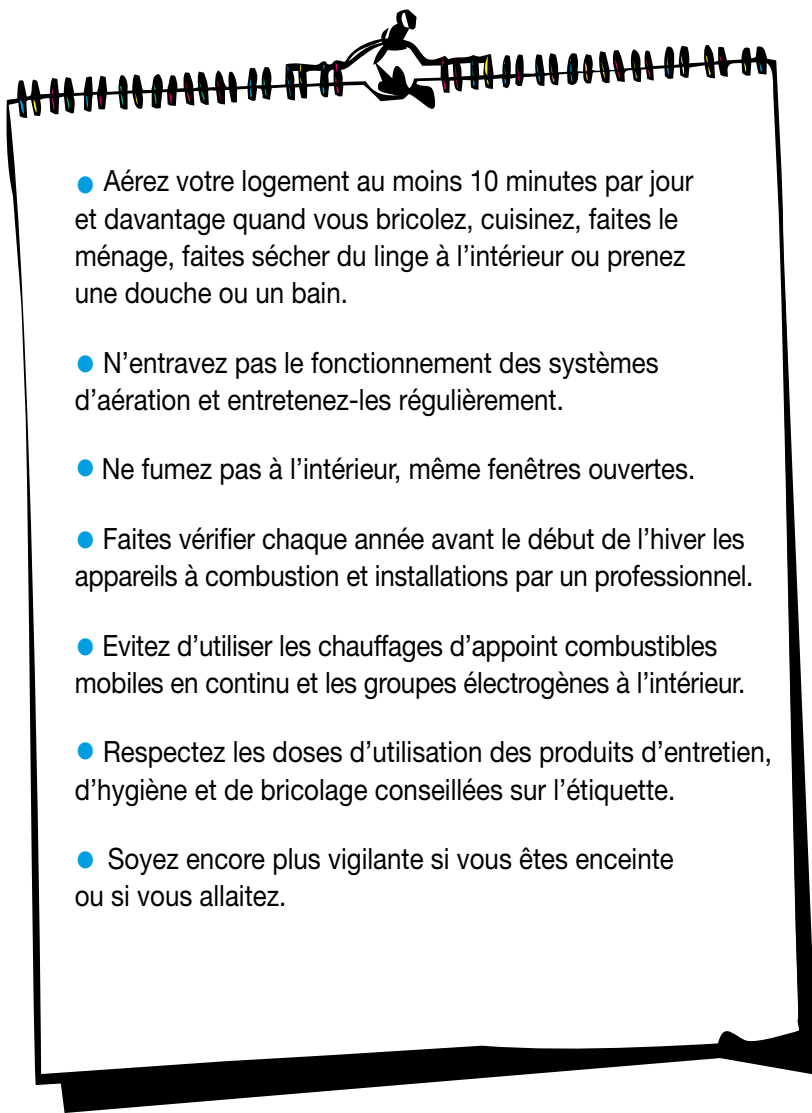 ● Aérez votre logement au moins 10 minutes par jour
et davantage quand vous bricolez, cuisinez, faites le
ménage, faites sécher du linge à l’intérieur ou prenez
une douche ou un bain.
● N’entravez pas le fonctionnement des systèmes
d’aération et entretenez-les régulièrement.
● Ne fumez pas à l’intérieur, même fenêtres ouvertes.
● Faites vérifier chaque année avant le début de l’hiver les
appareils à combustion et installations par un professionnel.
● Evitez d’utiliser les chauffages d’appoint combustibles
mobiles en continu et les groupes électrogènes à l’intérieur.
● Respectez les doses d’utilisation des produits d’entretien,
d’hygiène et de bricolage conseillées sur l’étiquette.
● Soyez encore plus vigilante si vous êtes enceinte
ou si vous allaitez.